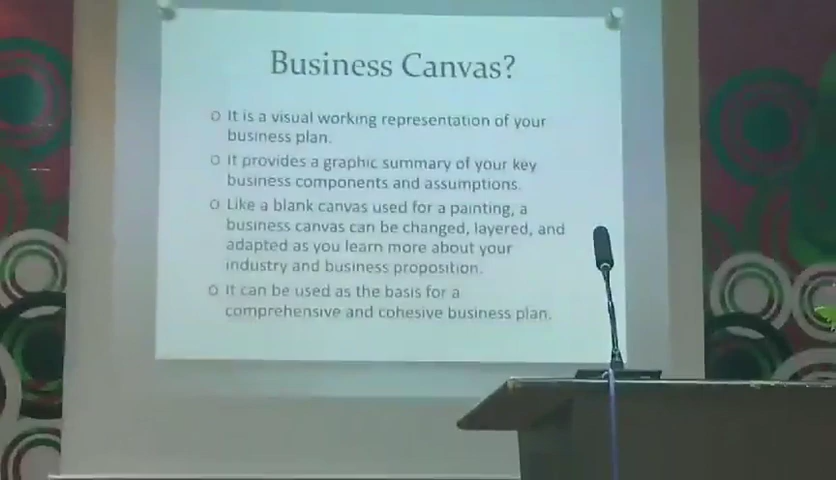 Business Canvas?
It is a visual working representation of your
business plan.
It provides a graphic summary of your key
business components and assumptions.
Like a blank canvas used for a painting, a
business canvas can be changed, layered, and
adapted as you learn more about your
industry and business proposition.
It can be used as the basis for a
comprehensive and cohesive business plan.